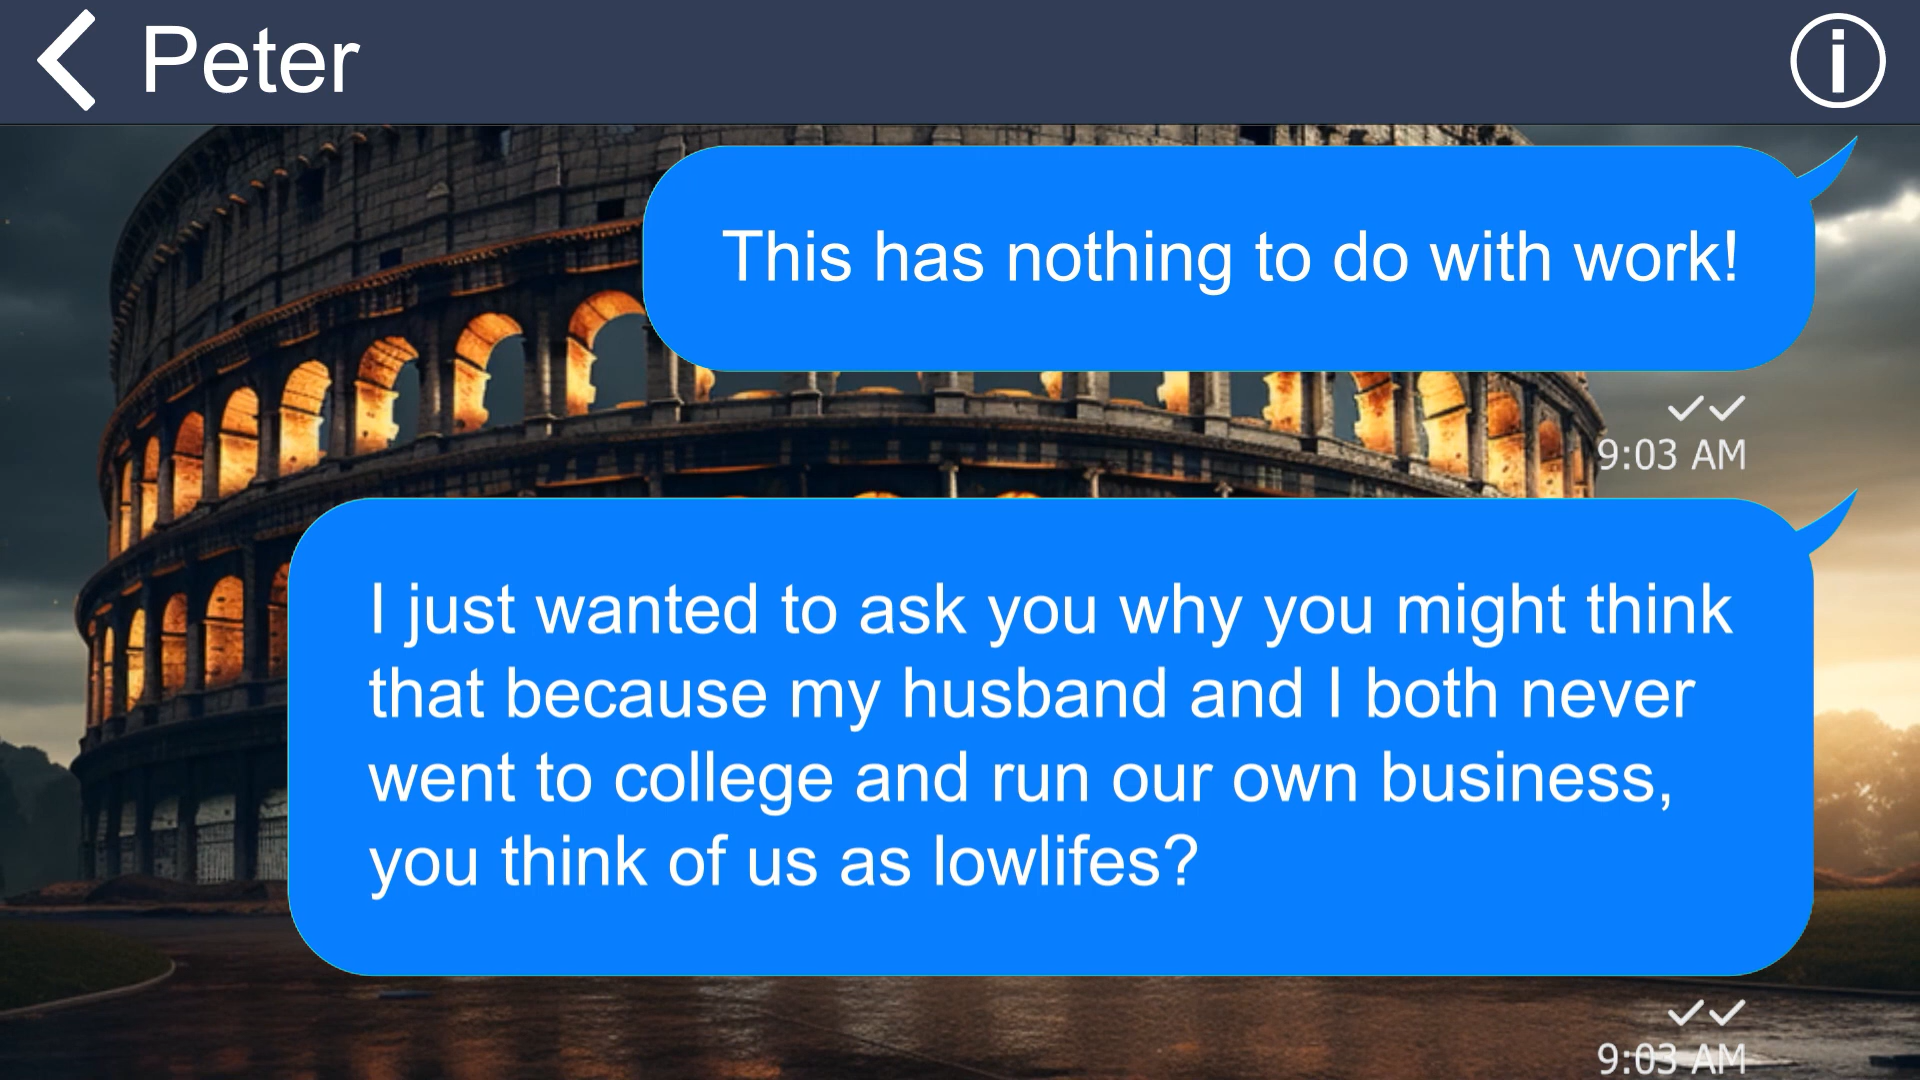 Peter
This has nothing to do with work!
9:03 AM
I just wanted to ask you why you might think
that because my husband and I both never
went to college and run our own business,
you think of us as lowlifes?
9:03 AM